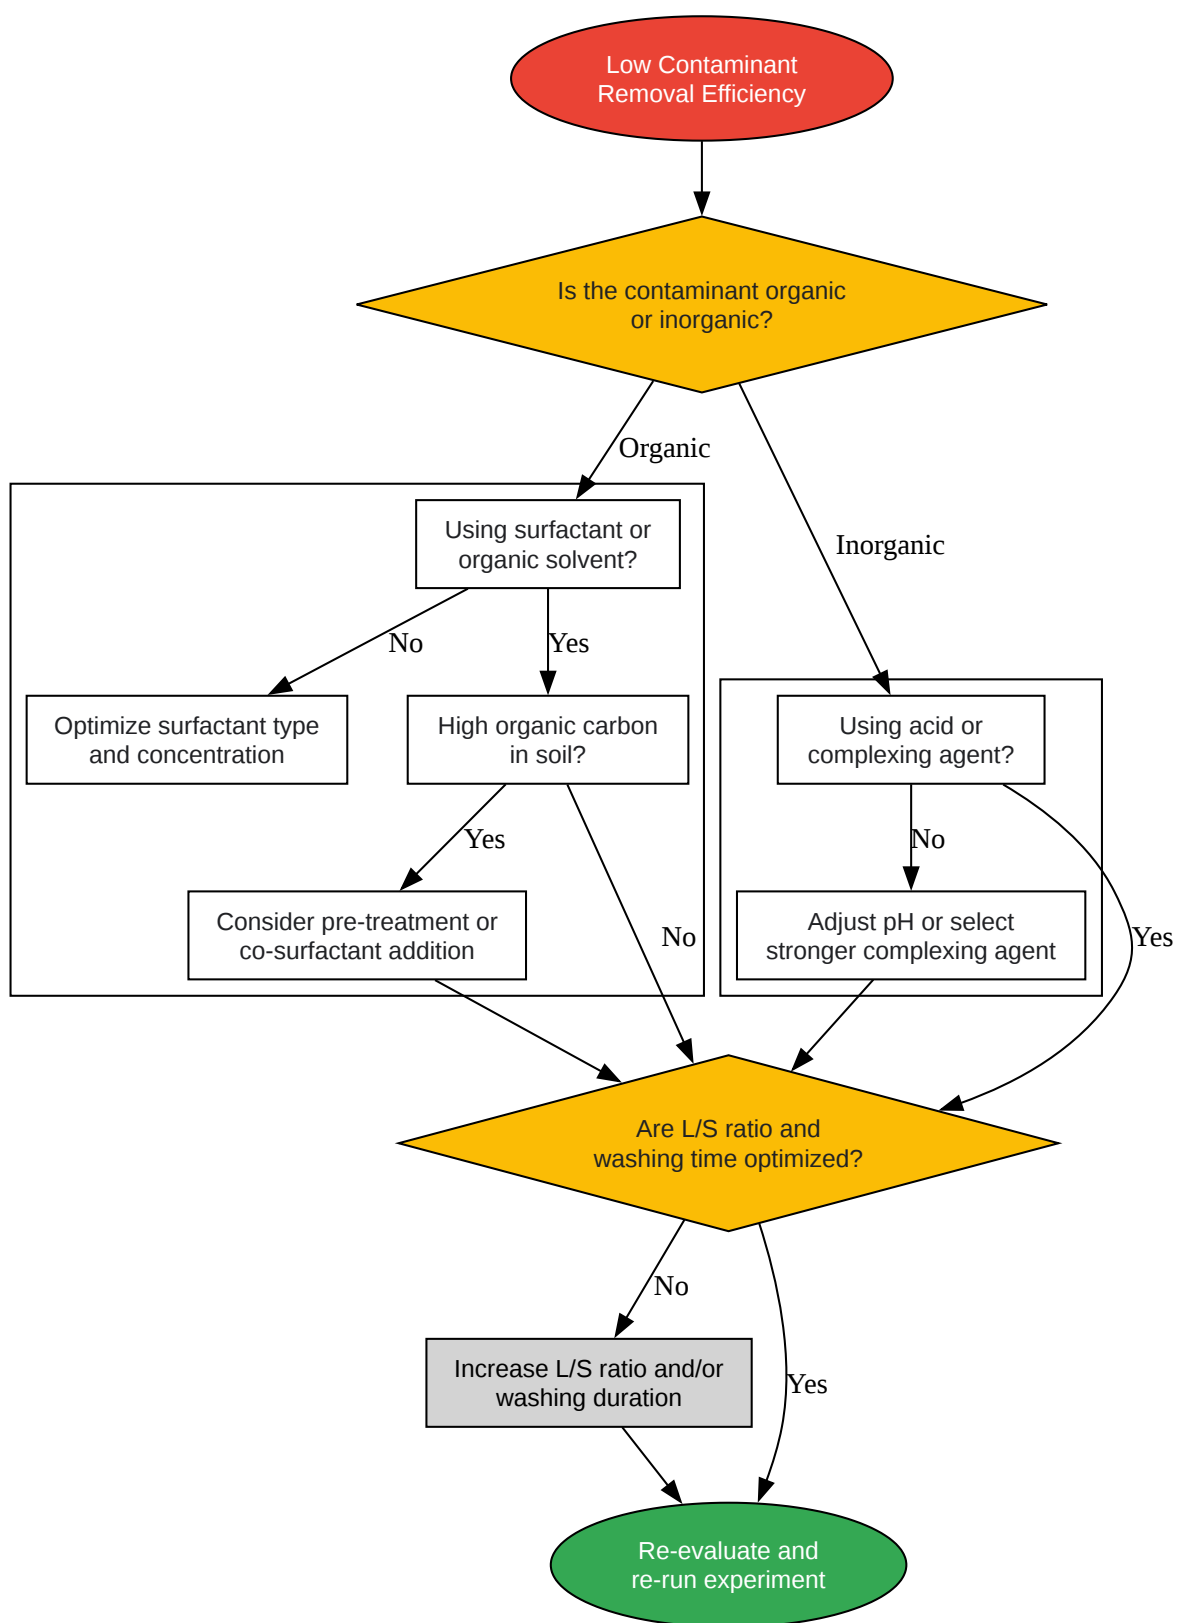 Low Contaminant
Removal Efficiency
Is the contaminant organic
or inorganic?
Organic
Inorganic
Using surfactant or
organic solvent?
No
Yes
Optimize surfactant type
and concentration
High organic carbon
in soil?
Using acid or
complexing agent?
Yes
No
No
Yes
Consider pre-treatment or
co-surfactant addition
Adjust pH or select
stronger complexing agent
Are L/S ratio and
washing time optimized?
No
Yes
Increase L/S ratio and/or
washing duration
Re-evaluate and
re-run experiment